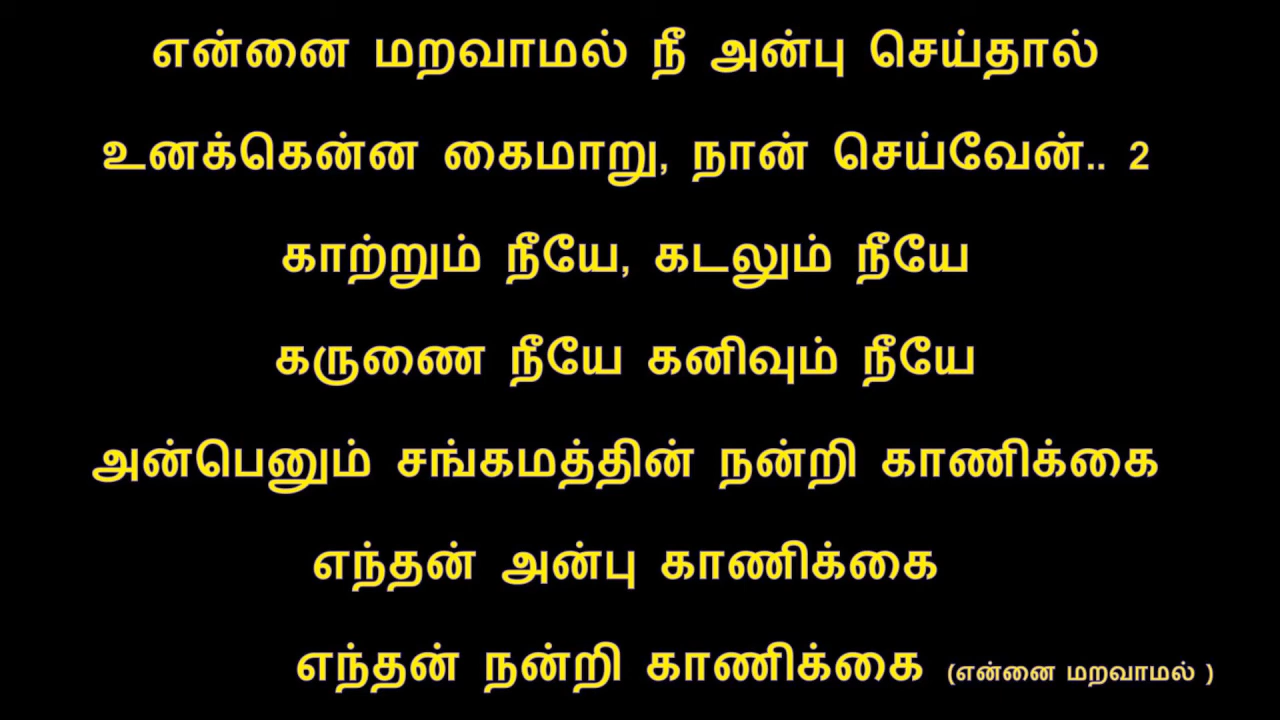 என்னை மறவாமல் நீ அன்பு செய்தால்
உனக்கென்ன கைமாறு, நான் செய்வேன்.. 2
காற்றும் நீயே, கடலும் நீயே
கருணை நீயே கனிவும் நீயே
அன்பெனும் சங்கமத்தின் நன்றி காணிக்கை
எந்தன் அன்பு காணிக்கை
எந்தன் நன்றி காணிக்கை (என்னை மறவாமல் )